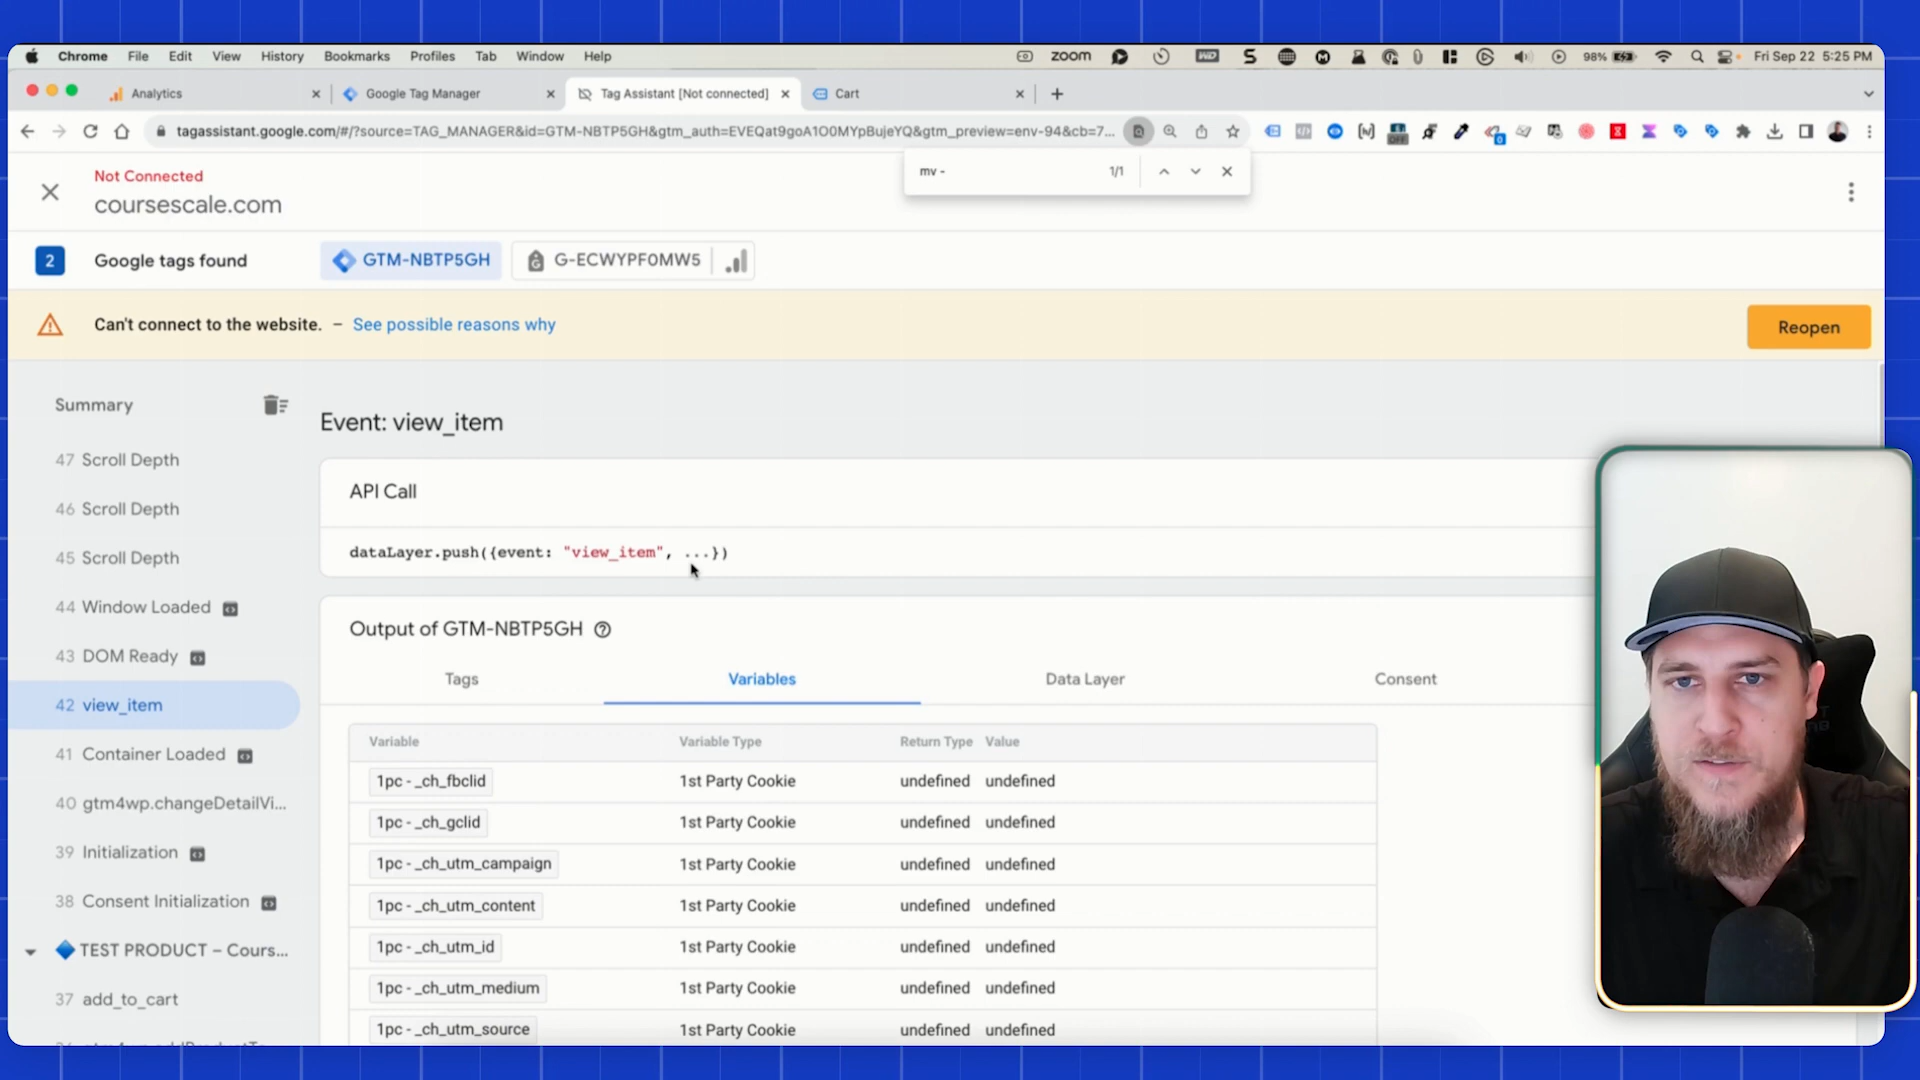 Chrome File Edit View History Bookmarks Profiles Tab Window Help zoom HD 98% Fri Sep 22 5:25 PM
Analytics Google Tag Manager Tag Assistant [Not connected] Cart
tagassistant.google.com/#/?source=TAG_MANAGER&id=GTM-NBTP5GH&gtm_auth=EVEQat9goA1O0MYpBujeYQ&gtm_preview=env-94&cb=7...
mv - 1/1
Not Connected
coursescale.com
2 Google tags found GTM-NBTP5GH G-ECWYPF0MW5
Can't connect to the website. – See possible reasons why
Reopen
Summary
47 Scroll Depth
46 Scroll Depth
45 Scroll Depth
44 Window Loaded
43 DOM Ready
42 view_item
41 Container Loaded
40 gtm4wp.changeDetailVi...
39 Initialization
38 Consent Initialization
TEST PRODUCT – Cours...
37 add_to_cart
Event: view_item
API Call
dataLayer.push({event: "view_item", ...})
Output of GTM-NBTP5GH
Tags Variables Data Layer Consent
Variable Variable Type Return Type Value
1pc - _ch_fbclid 1st Party Cookie undefined undefined
1pc - _ch_gclid 1st Party Cookie undefined undefined
1pc - _ch_utm_campaign 1st Party Cookie undefined undefined
1pc - _ch_utm_content 1st Party Cookie undefined undefined
1pc - _ch_utm_id 1st Party Cookie undefined undefined
1pc - _ch_utm_medium 1st Party Cookie undefined undefined
1pc - _ch_utm_source 1st Party Cookie undefined undefined